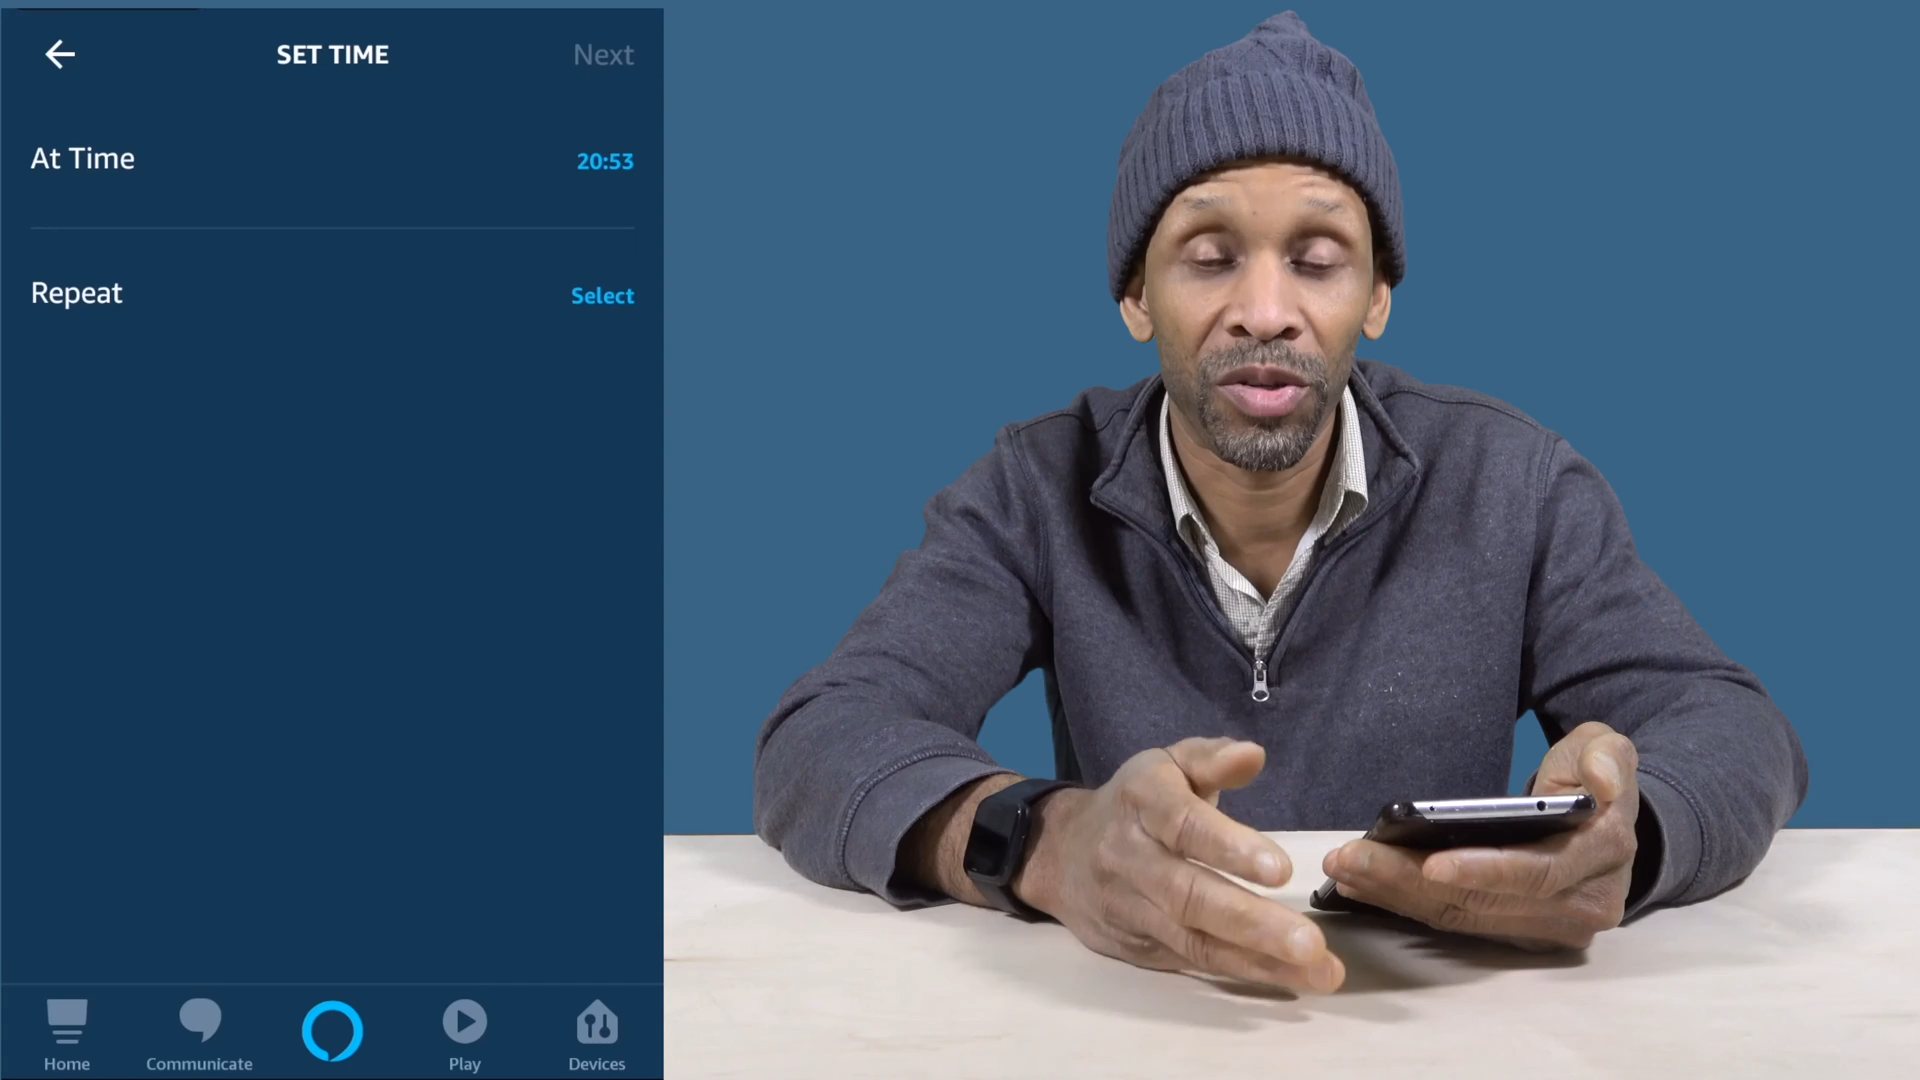 SET TIME
Next
At Time
20:53
Repeat
Select
Home
Communicate
Play
Devices